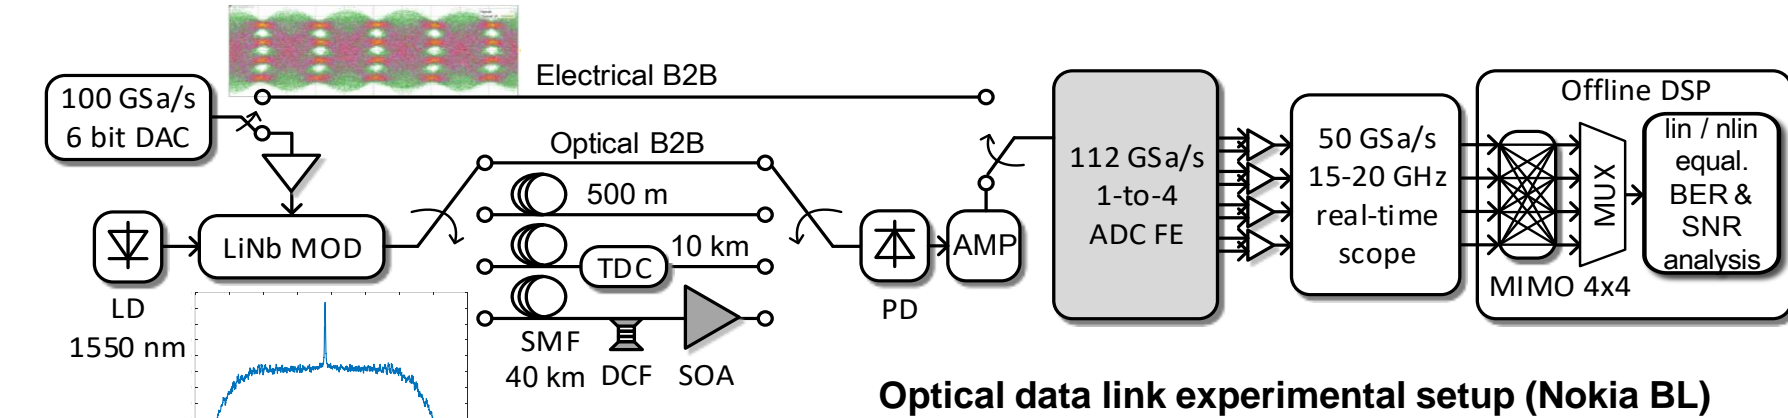 Electrical B2B
100 GSa/s
6 bit DAC
Optical B2B
500 m
10 km
TDC
LiNb MOD
LD
1550 nm
SMF
40 km
DCF
SOA
PD
AMP
112 GSa/s
1-to-4
ADC FE
50 GSa/s
15-20 GHz
real-time
scope
Offline DSP
MIMO 4x4
MUX
lin / nlin
equal.
BER &
SNR
analysis
Optical data link experimental setup (Nokia BL)